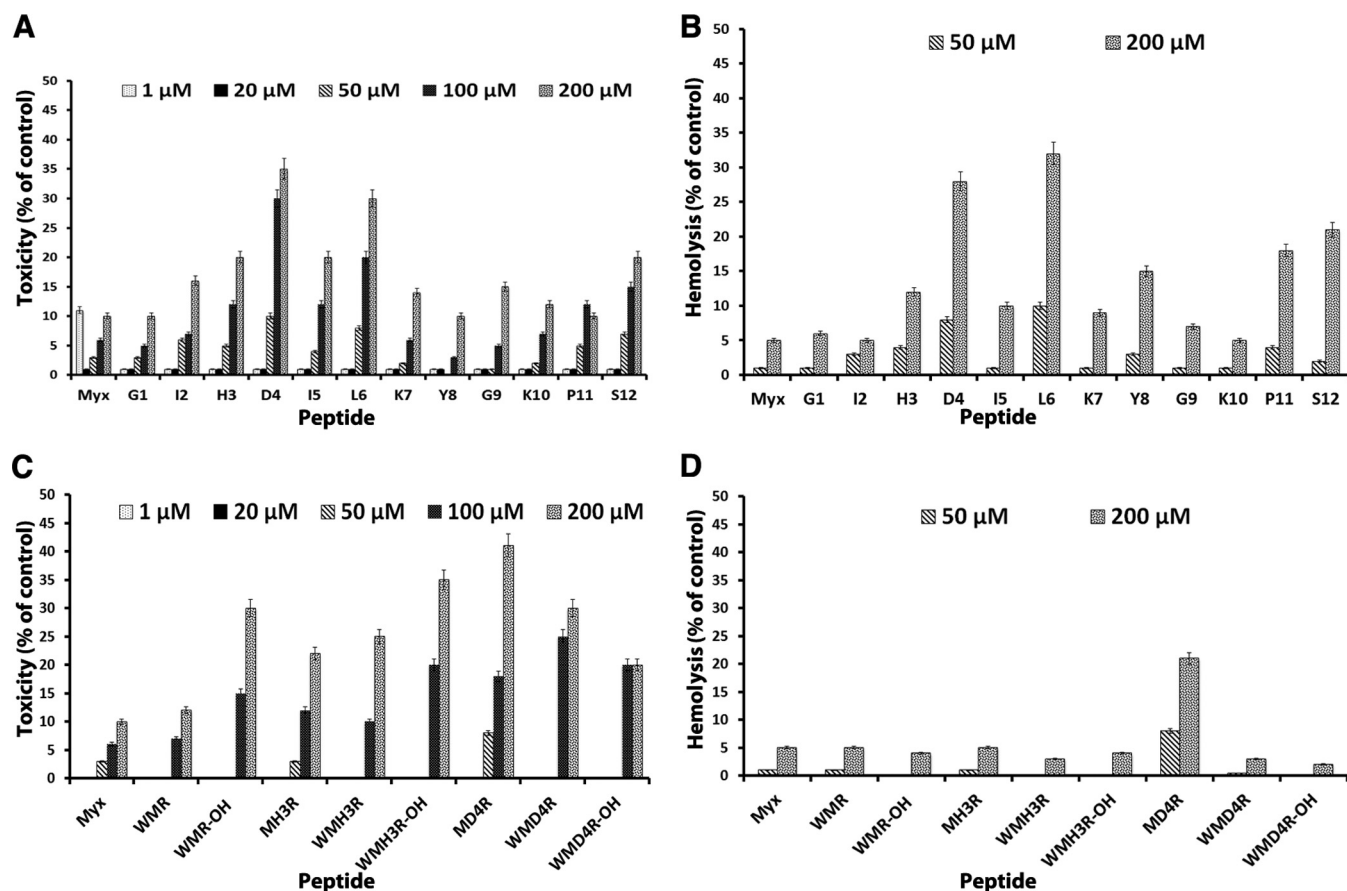 A
Toxicity (% of control)
50
45
40
35
30
25
20
15
10
5
0
1 μM 20 μM 50 μM 100 μM 200 μM
Myx G1 I2 H3 D4 I5 L6 K7 Y8 G9 K10 P11 S12
Peptide
B
Hemolysis (% of control)
50
45
40
35
30
25
20
15
10
5
0
50 μM 200 μM
Myx G1 I2 H3 D4 I5 L6 K7 Y8 G9 K10 P11 S12
Peptide
C
Toxicity (% of control)
50
45
40
35
30
25
20
15
10
5
0
1 μM 20 μM 50 μM 100 μM 200 μM
Myx WMR WMR-OH MH3R WMH3R WMH3R-OH MD4R WMD4R WMD4R-OH
Peptide
D
Hemolysis (% of control)
50
45
40
35
30
25
20
15
10
5
0
50 μM 200 μM
Myx WMR WMR-OH MH3R WMH3R WMH3R-OH MD4R WMD4R WMD4R-OH
Peptide